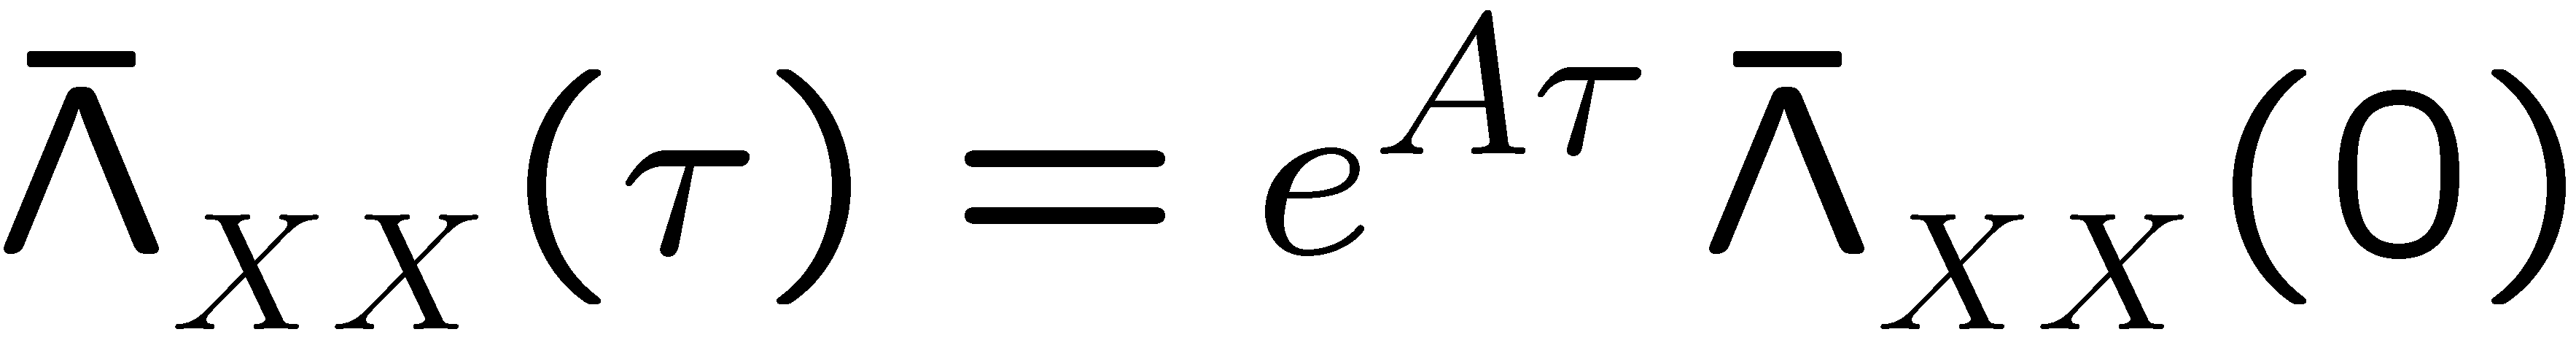 Λ̄_{XX}(τ) = e^{Aτ} Λ̄_{XX}(0)